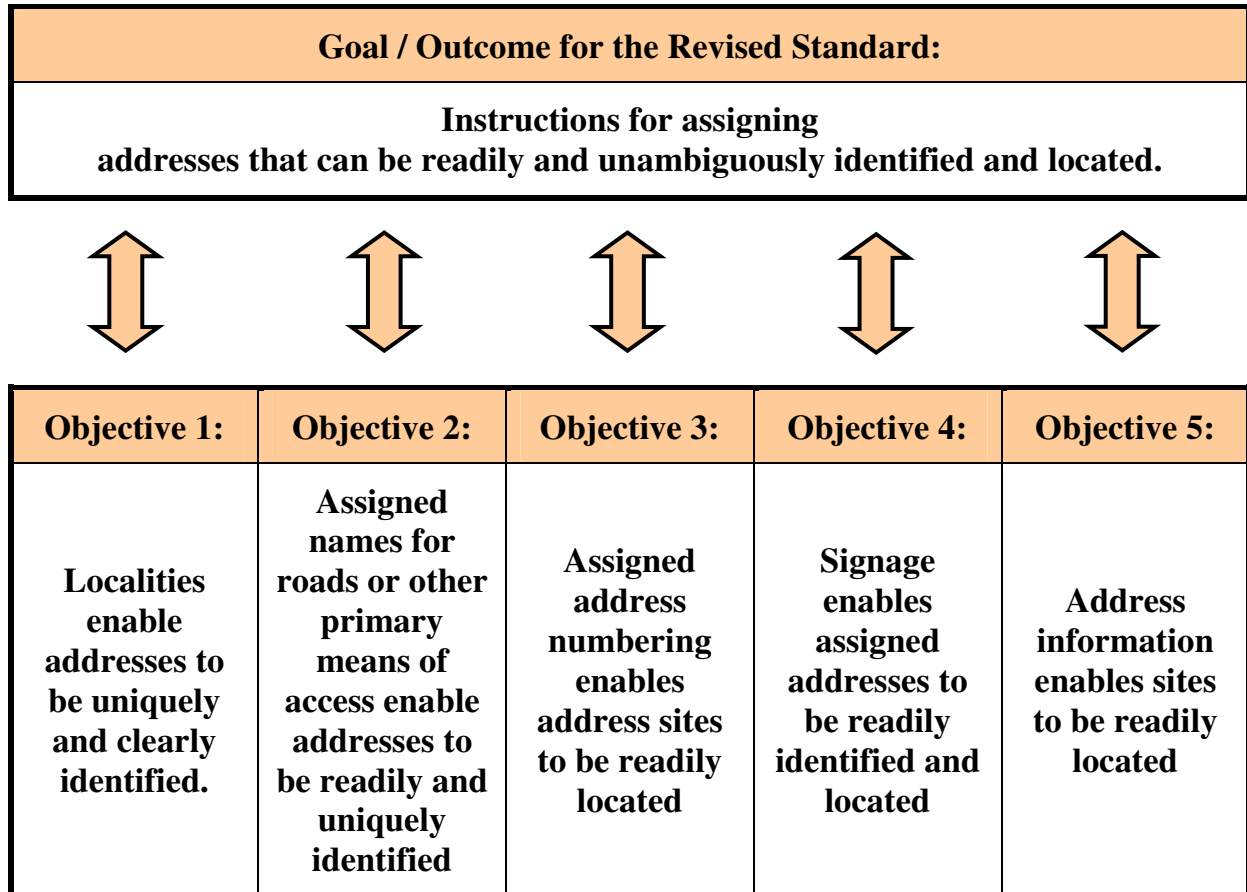 Goal / Outcome for the Revised Standard:
Instructions for assigning
addresses that can be readily and unambiguously identified and located.
Objective 1:
Localities
enable
addresses to
be uniquely
and clearly
identified.
Objective 2:
Assigned
names for
roads or other
primary
means of
access enable
addresses to
be readily and
uniquely
identified
Objective 3:
Assigned
address
numbering
enables
address sites
to be readily
located
Objective 4:
Signage
enables
assigned
addresses to
be readily
identified and
located
Objective 5:
Address
information
enables sites
to be readily
located